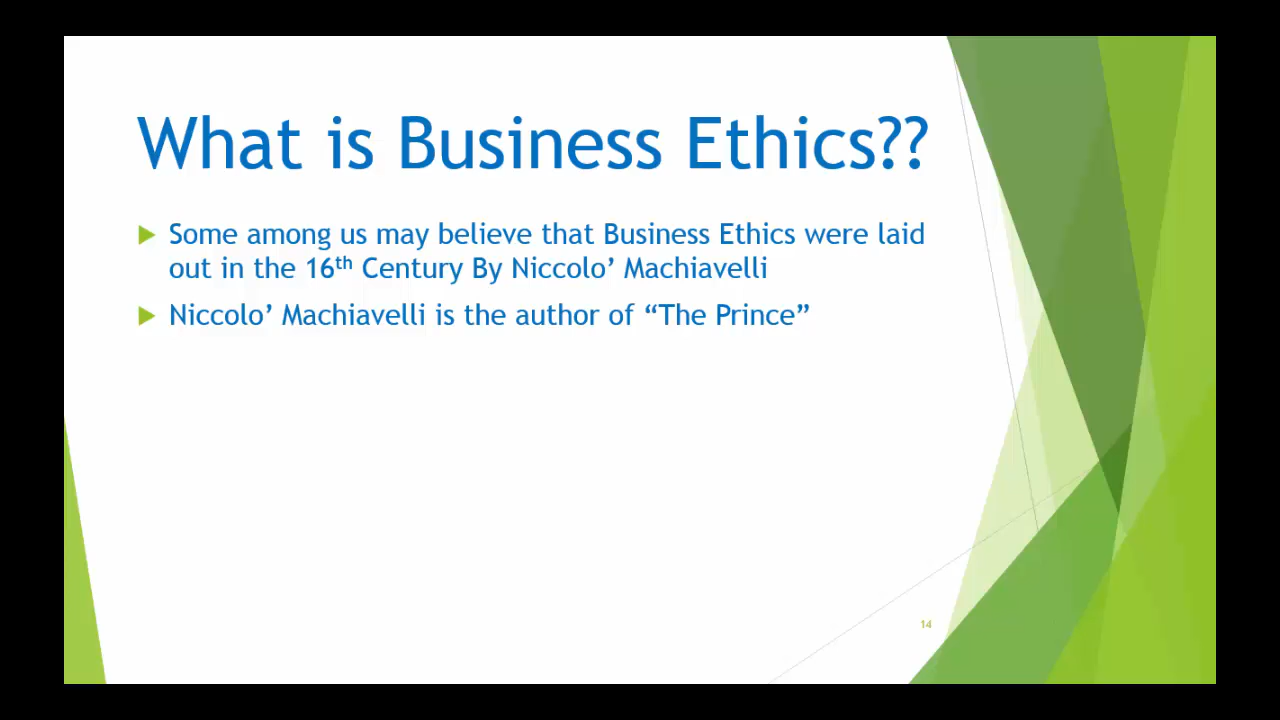 What is Business Ethics??
Some among us may believe that Business Ethics were laid
out in the 16th Century By Niccolo’ Machiavelli
Niccolo’ Machiavelli is the author of “The Prince”
14